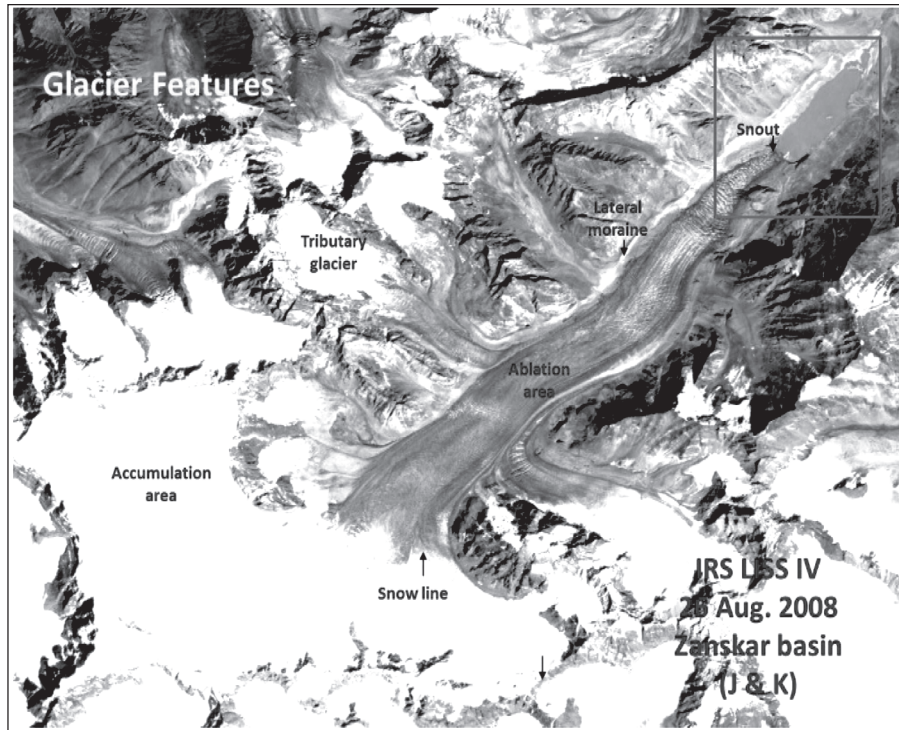 Glacier Features
Snout
Lateral
moraine
Tributary
glacier
Ablation
area
Accumulation
area
Snow line
IRS LISS IV
Aug. 2008
Zanskar basin
(J & K)